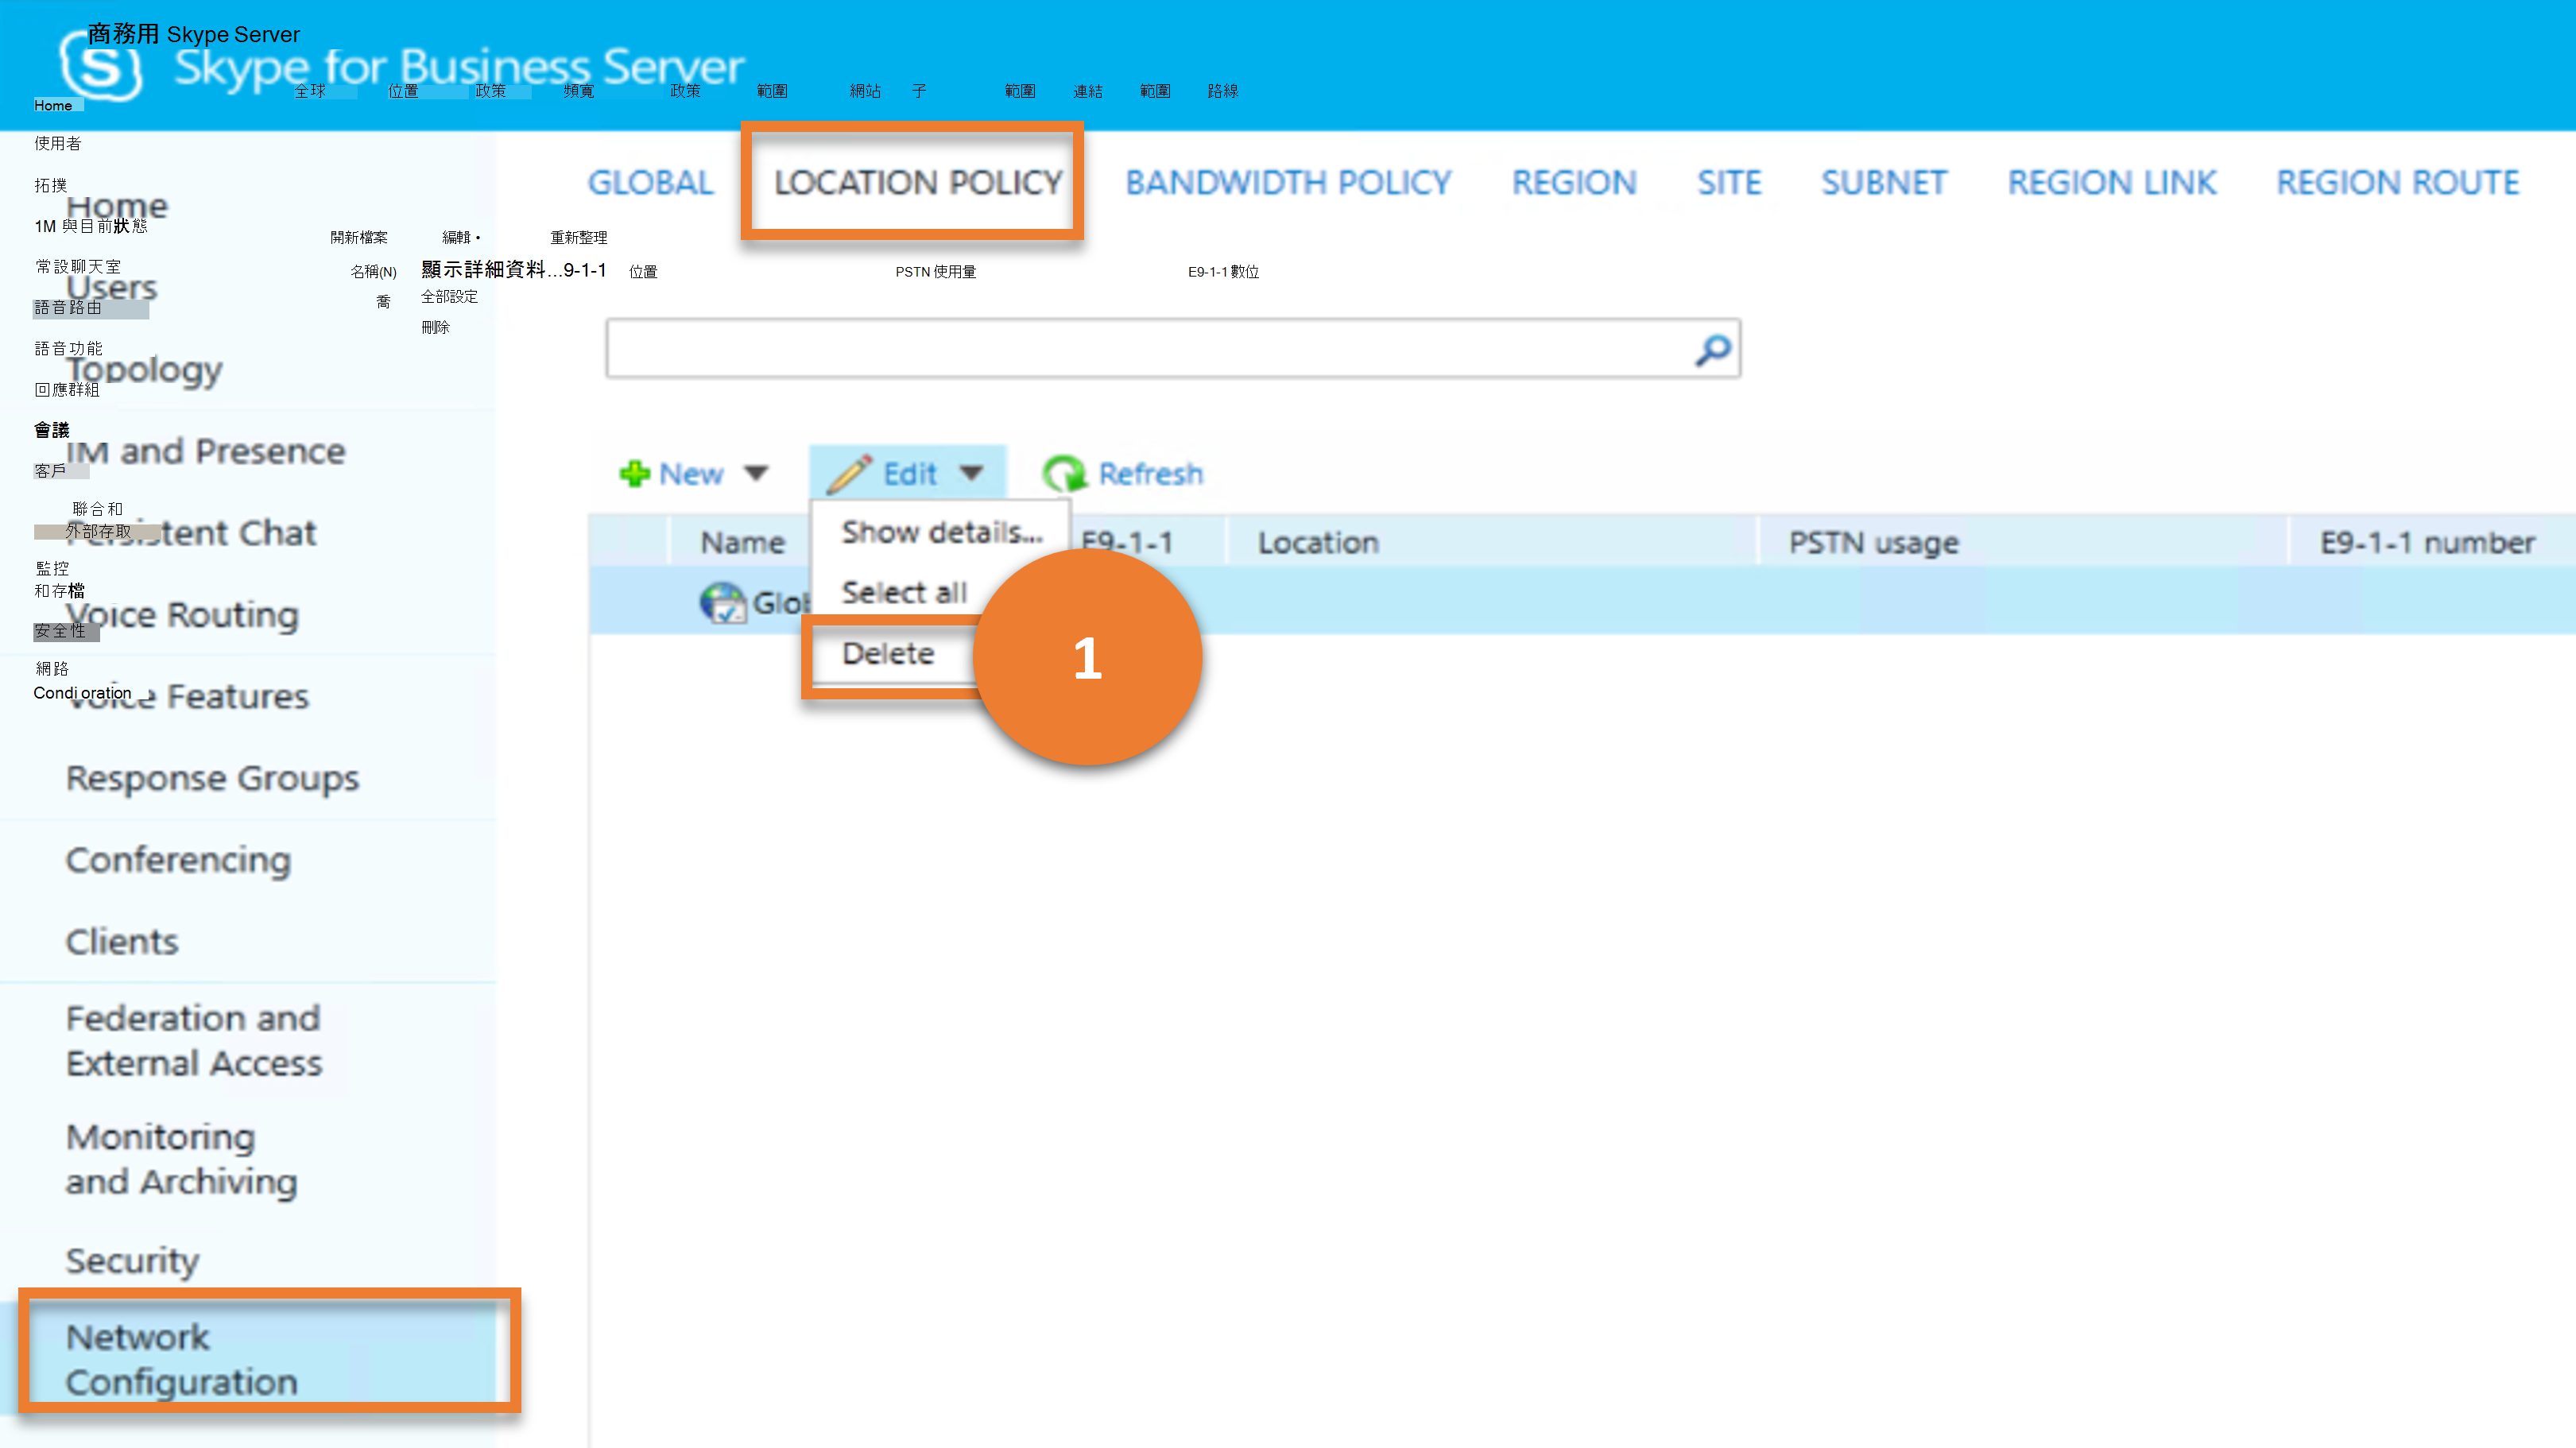 商務用 Skype Server
Skype for Business Server
全球 位置 政策 頻寬 政策 範圍 網站 子 範圍 連結 範圍 路線
Home
使用者
拓撲
1M 與目前狀態
常設聊天室
語音路由
語音功能
回應群組
會議
客戶
聯合和
外部存取
監控
和存檔
安全性
網路
Condi oration
開新檔案 編輯・ 重新整理
名稱(N) 顯示詳細資料...9-1-1 位置 PSTN 使用量 E9-1-1 數位
喬 全部設定
刪除
GLOBAL LOCATION POLICY BANDWIDTH POLICY REGION SITE SUBNET REGION LINK REGION ROUTE
Home
Users
Topology
IM and Presence
Persistent Chat
Voice Routing
Voice Features
Response Groups
Conferencing
Clients
Federation and
External Access
Monitoring
and Archiving
Security
Network
Configuration
New Edit Refresh
Name E9-1-1 Location PSTN usage E9-1-1 number
Show details...
Select all
Delete
Glob
1